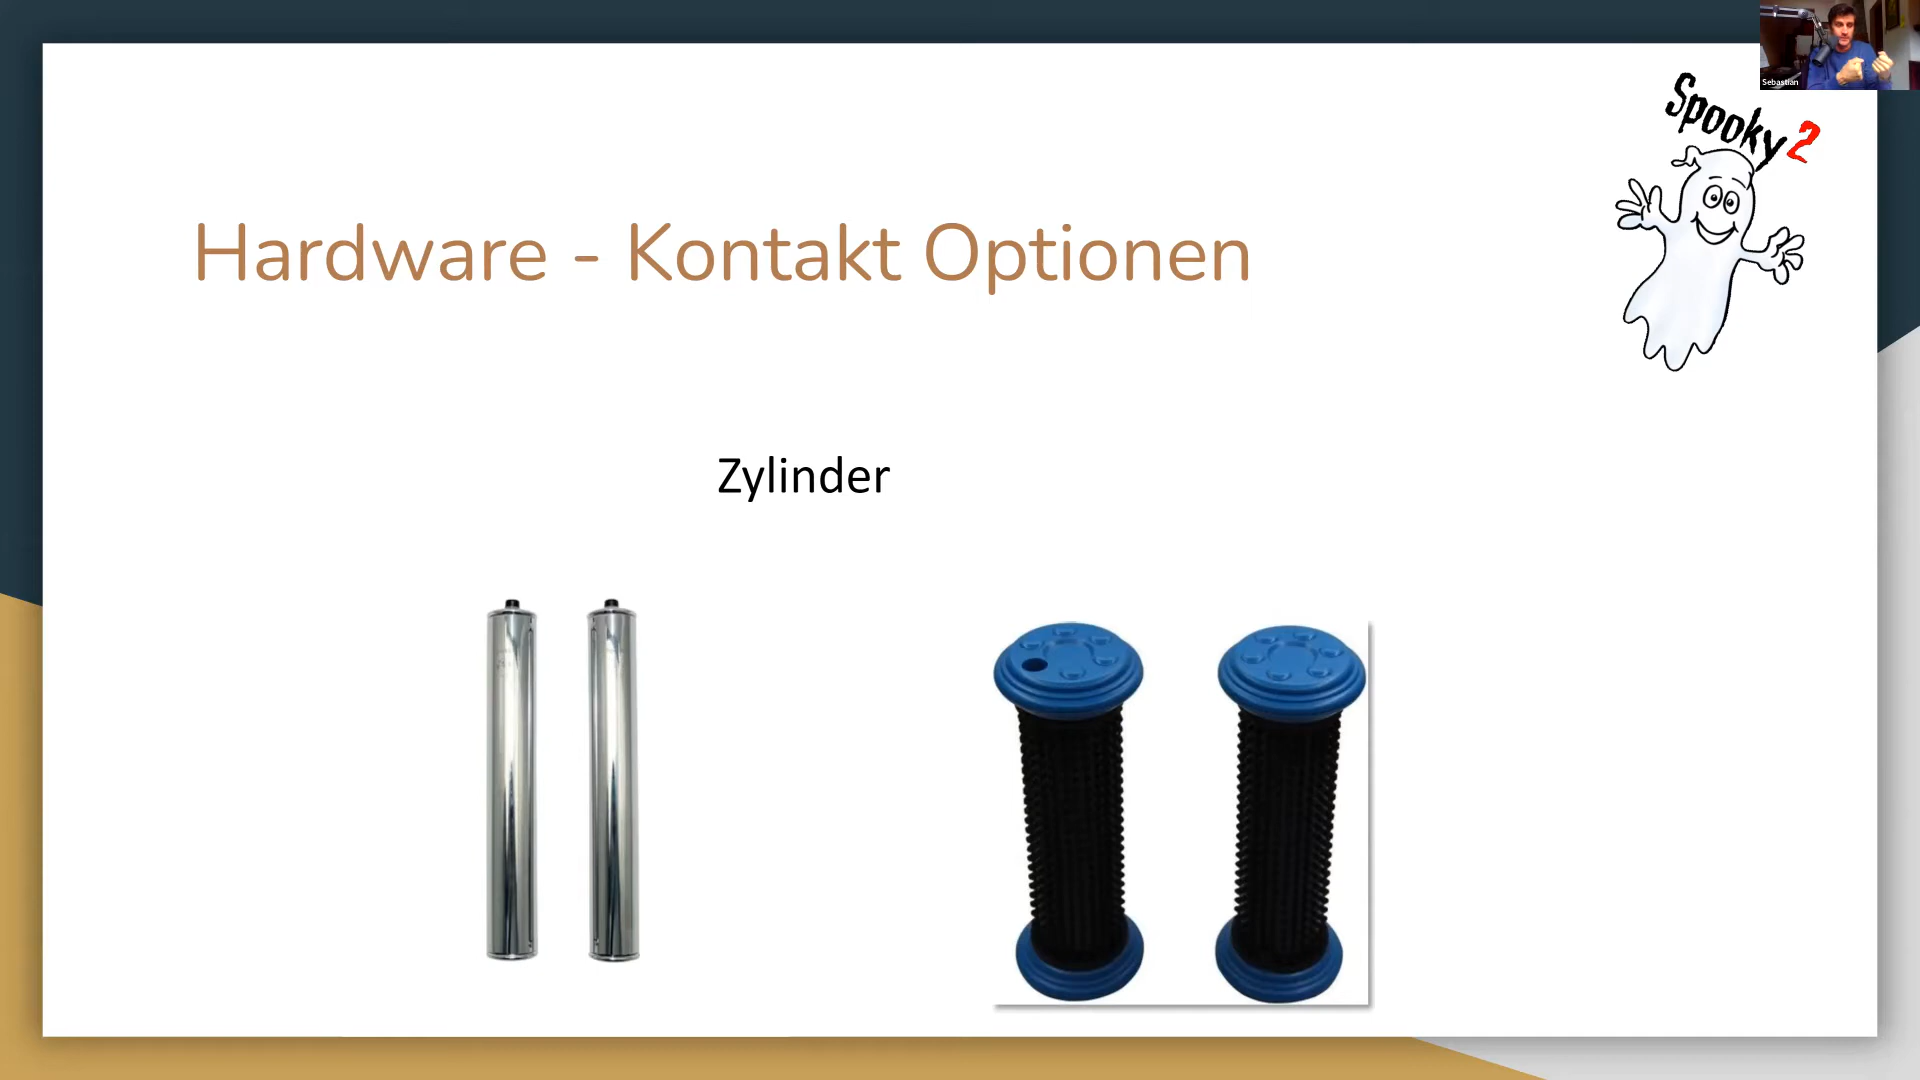 Sebastian
Spooky2
Hardware - Kontakt Optionen
Zylinder